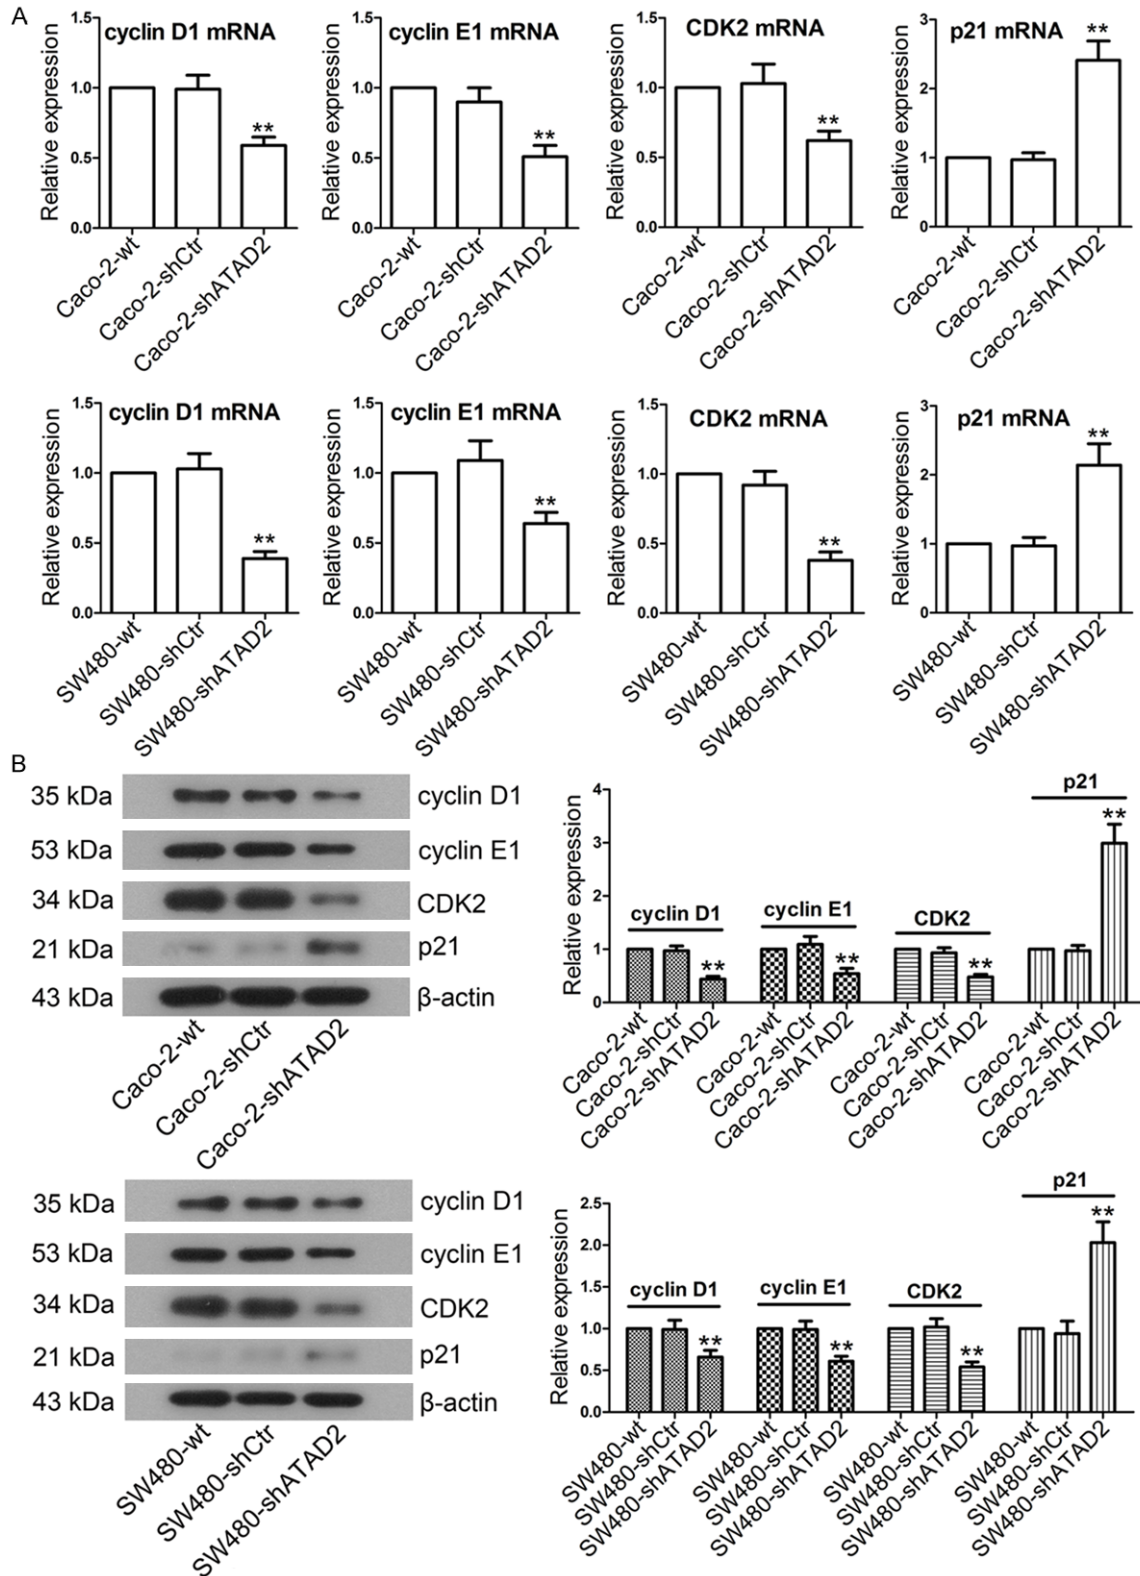 A
cyclin D1 mRNA
Relative expression
1.5
1.0
0.5
0.0
Caco-2-wt
Caco-2-shCtr
Caco-2-shATAD2
cyclin E1 mRNA
Relative expression
1.5
1.0
0.5
0.0
Caco-2-wt
Caco-2-shCtr
Caco-2-shATAD2
CDK2 mRNA
Relative expression
1.5
1.0
0.5
0.0
Caco-2-wt
Caco-2-shCtr
Caco-2-shATAD2
p21 mRNA
Relative expression
3
2
1
0
Caco-2-wt
Caco-2-shCtr
Caco-2-shATAD2
**
**
**
**
cyclin D1 mRNA
Relative expression
1.5
1.0
0.5
0.0
SW480-wt
SW480-shCtr
SW480-shATAD2
cyclin E1 mRNA
Relative expression
1.5
1.0
0.5
0.0
SW480-wt
SW480-shCtr
SW480-shATAD2
CDK2 mRNA
Relative expression
1.5
1.0
0.5
0.0
SW480-wt
SW480-shCtr
SW480-shATAD2
p21 mRNA
Relative expression
3
2
1
0
SW480-wt
SW480-shCtr
SW480-shATAD2
**
**
**
**
B
35 kDa cyclin D1
53 kDa cyclin E1
34 kDa CDK2
21 kDa p21
43 kDa β-actin
Caco-2-wt
Caco-2-shCtr
Caco-2-shATAD2
Relative expression
4
3
2
1
0
cyclin D1
cyclin E1
CDK2
p21
**
**
**
**
Caco-2-wt
Caco-2-shCtr
Caco-2-shATAD2
Caco-2-wt
Caco-2-shCtr
Caco-2-shATAD2
Caco-2-wt
Caco-2-shCtr
Caco-2-shATAD2
Caco-2-wt
Caco-2-shCtr
Caco-2-shATAD2
35 kDa cyclin D1
53 kDa cyclin E1
34 kDa CDK2
21 kDa p21
43 kDa β-actin
SW480-wt
SW480-shCtr
SW480-shATAD2
Relative expression
2.5
2.0
1.5
1.0
0.5
0.0
cyclin D1
cyclin E1
CDK2
p21
**
**
**
**
SW480-wt
SW480-shCtr
SW480-shATAD2
SW480-wt
SW480-shCtr
SW480-shATAD2
SW480-wt
SW480-shCtr
SW480-shATAD2
SW480-wt
SW480-shCtr
SW480-shATAD2